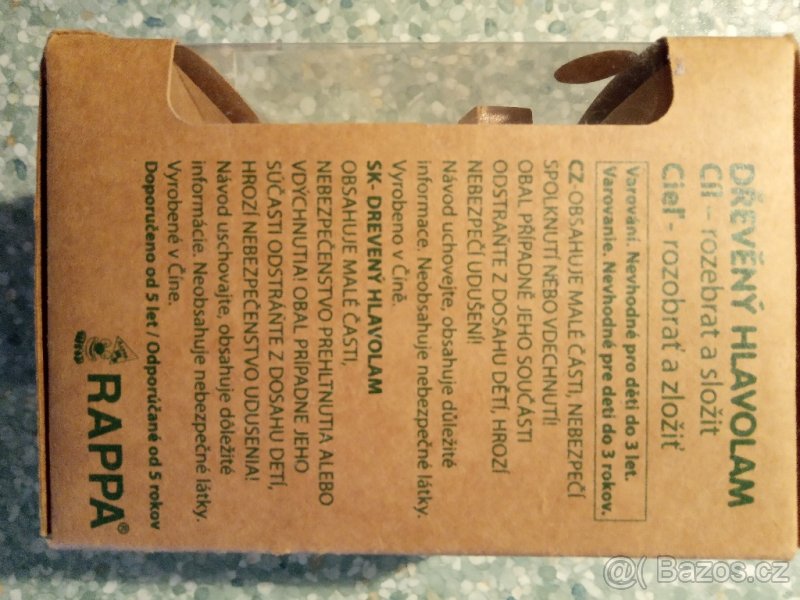 DŘEVĚNÝ HLAVOLAM
Cíl - rozebrat a složit
Cieľ - rozobrať a zložiť
Varování. Nevhodné pro děti do 3 let.
Varovanie. Nevhodné pre deti do 3 rokov.
CZ-OBSAHUJE MALÉ ČÁSTI, NEBEZPEČÍ
SPOLKNUTÍ NEBO VDECHNUTÍ!
OBAL PŘÍPADNĚ JEHO SOUČÁSTI
ODSTRAŇTE Z DOSAHU DĚTÍ, HROZÍ
NEBEZPEČÍ UDUŠENÍ!
Návod uchovejte, obsahuje důležité
informace. Neobsahuje nebezpečné látky.
Vyrobeno v Číně.
SK- DREVENÝ HLAVOLAM
OBSAHUJE MALÉ ČASTI,
NEBEZPEČENSTVO PREHLTNUTIA ALEBO
VDÝCHNUTIA! OBAL PRÍPADNE JEHO
SÚČASTI ODSTRÁŇTE Z DOSAHU DETÍ,
HROZÍ NEBEZPEČENSTVO UDUSENIA!
Návod uschovajte, obsahuje dôležité
informácie. Neobsahuje nebezpečné látky.
Vyrobené v Číne.
Doporučeno od 5 let / Odporúčané od 5 rokov
RAPPA®
@( Bazos.cz